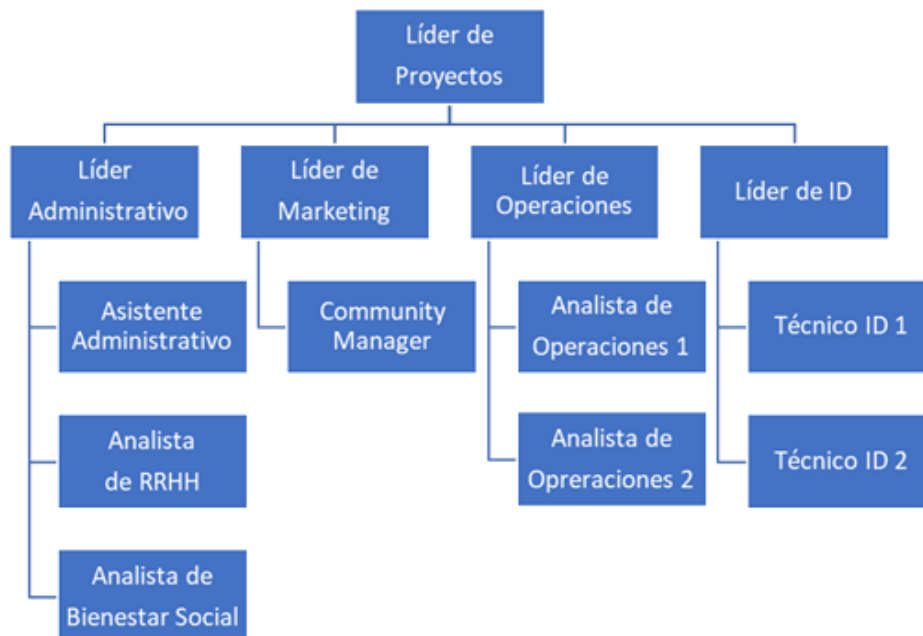 Líder de
Proyectos
Líder
Administrativo
Líder de
Marketing
Líder de
Operaciones
Líder de ID
Asistente
Administrativo
Community
Manager
Analista de
Operaciones 1
Técnico ID 1
Analista
de RRHH
Analista de
Opreraciones 2
Técnico ID 2
Analista de
Bienestar Social